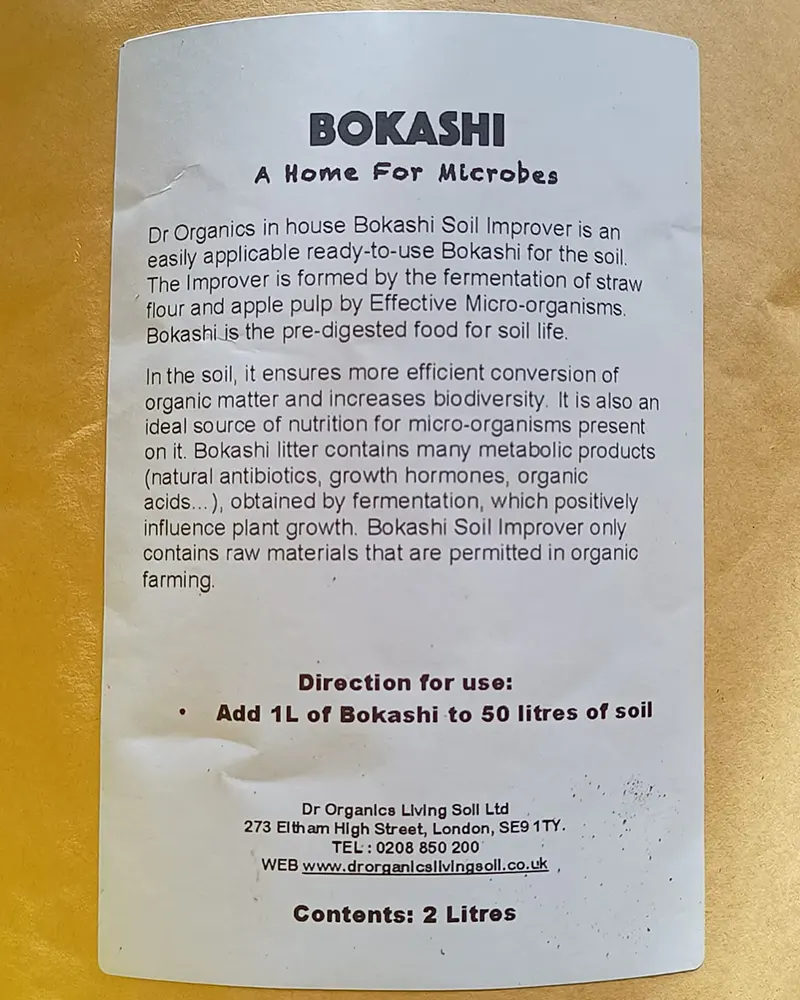 BOKASHI
A Home For Microbes
Dr Organics in house Bokashi Soil Improver is an
easily applicable ready-to-use Bokashi for the soil.
The Improver is formed by the fermentation of straw
flour and apple pulp by Effective Micro-organisms.
Bokashi is the pre-digested food for soil life.
In the soil, it ensures more efficient conversion of
organic matter and increases biodiversity. It is also an
ideal source of nutrition for micro-organisms present
on it. Bokashi litter contains many metabolic products
(natural antibiotics, growth hormones, organic
acids...), obtained by fermentation, which positively
influence plant growth. Bokashi Soil Improver only
contains raw materials that are permitted in organic
farming.
Direction for use:
• Add 1L of Bokashi to 50 litres of soil
Dr Organics Living Soil Ltd
273 Eltham High Street, London, SE9 1TY.
TEL : 0208 850 200
WEB www.drorganicslivingsoil.co.uk
Contents: 2 Litres